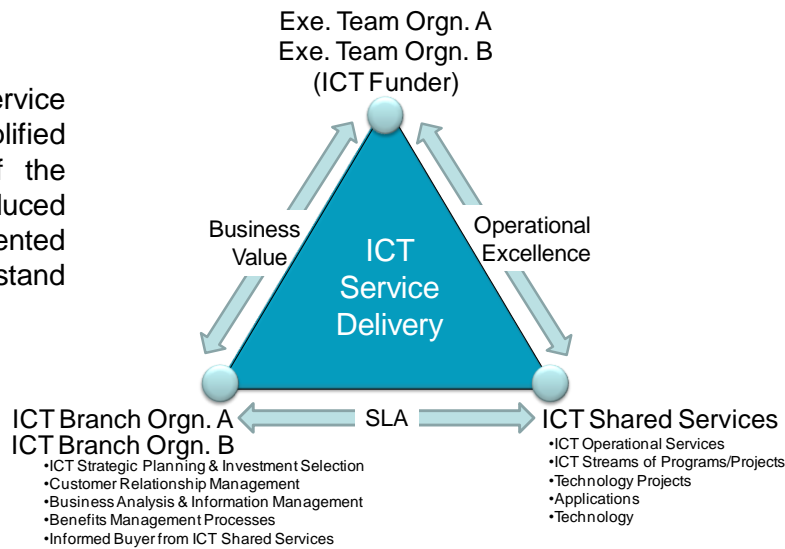 Exe. Team Orgn. A
Exe. Team Orgn. B
(ICT Funder)
ervice
olified
f the
duced
ented
stand
Business
Value
Operational
Excellence
ICT
Service
Delivery
ICT Branch Orgn. A
ICT Branch Orgn. B
•ICT Strategic Planning & Investment Selection
•Customer Relationship Management
•Business Analysis & Information Management
•Benefits Management Processes
•Informed Buyer from ICT Shared Services
SLA
ICT Shared Services
•ICT Operational Services
•ICT Streams of Programs/Projects
•Technology Projects
•Applications
•Technology